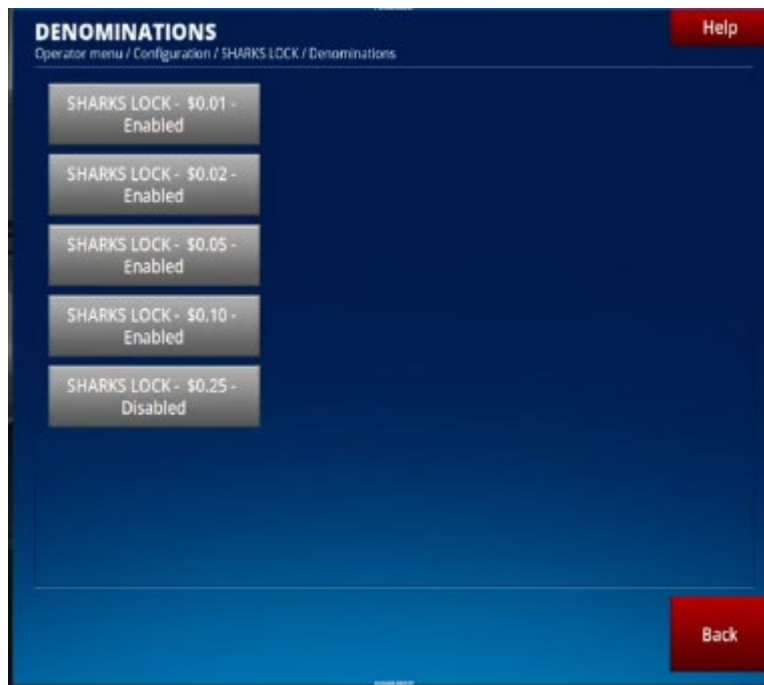 DENOMINATIONS
Help
Operator menu / Configuration / SHARKS LOCK / Denominations
SHARKS LOCK - $0.01 -
Enabled
SHARKS LOCK - $0.02 -
Enabled
SHARKS LOCK - $0.05 -
Enabled
SHARKS LOCK - $0.10 -
Enabled
SHARKS LOCK - $0.25 -
Disabled
Back